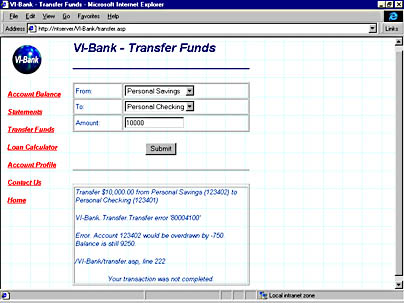 VI-Bank - Transfer Funds - Microsoft Internet Explorer
File Edit View Go Favorites Help
Address http://ntserver/VI-Bank/transfer.asp Links
VI-Bank
VI-Bank - Transfer Funds
Account Balance
Statements
Transfer Funds
Loan Calculator
Account Profile
Contact Us
Home
From: Personal Savings
To: Personal Checking
Amount: 10000
Submit
Transfer $10,000.00 from Personal Savings (123402) to
Personal Checking (123401)
VI-Bank. Transfer Transfer error '80004100'
Error Account 123402 would be overdrawn by -750
Balance is still 9250.
/VI-Bank/transfer.asp, line 222
Your transaction was not completed.
Local intranet zone